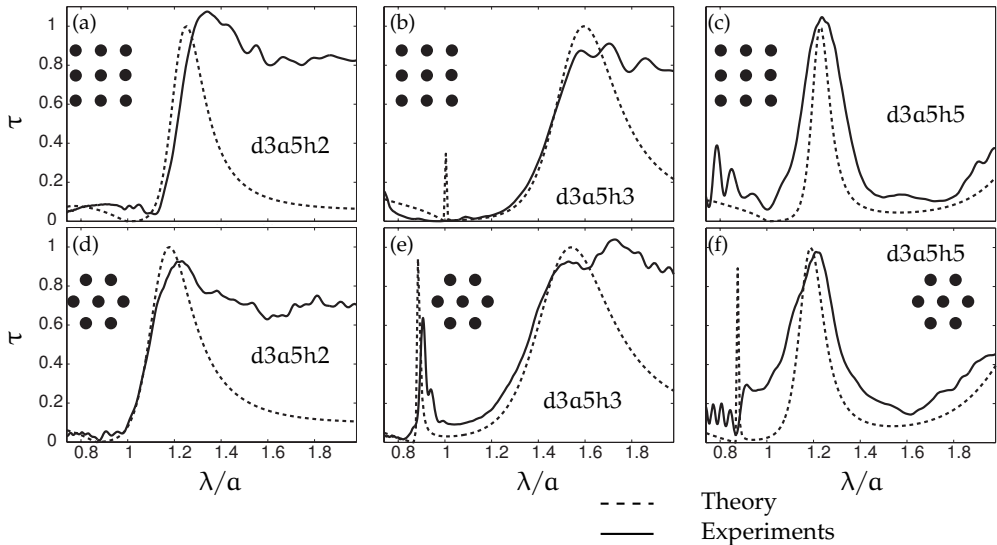 (a)
(b)
(c)
1
0.8
0.6
0.4
0.2
0
τ
d3a5h2
d3a5h3
d3a5h5
(d)
(e)
(f)
1
0.8
0.6
0.4
0.2
0
τ
d3a5h2
d3a5h3
d3a5h5
0.8 1 1.2 1.4 1.6 1.8
0.8 1 1.2 1.4 1.6 1.8
0.8 1 1.2 1.4 1.6 1.8
λ/a
λ/a
λ/a
Theory
Experiments